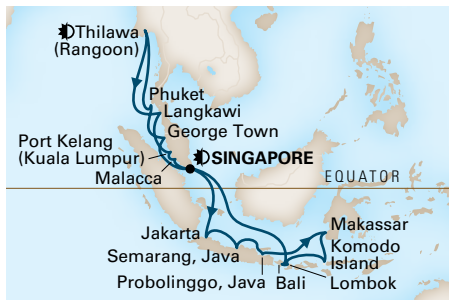 Thilawa
(Rangoon)
Phuket
Langkawi
George Town
Port Kelang
(Kuala Lumpur)
Malacca
SINGAPORE
EQUATOR
Jakarta
Semarang, Java
Probolinggo, Java
Bali
Makassar
Komodo
Island
Lombok